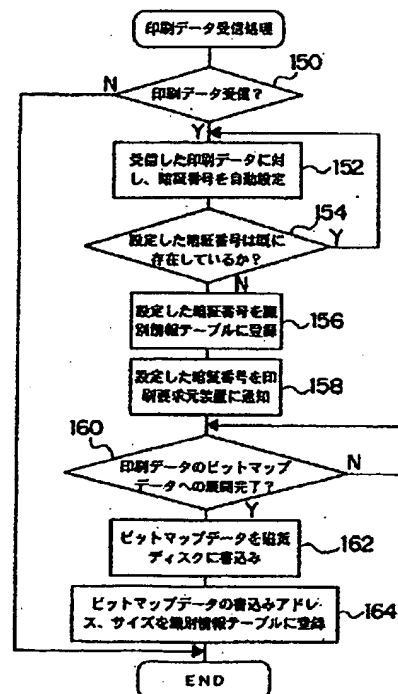 印刷データ受信処理
150
N
印刷データ受信？
Y
受信した印刷データに対
し、暗証番号を自動設定
152
154
設定した暗証番号は既に
存在しているか？
Y
N
設定した暗証番号を識
別情報テーブルに登録
156
設定した暗証番号を印
刷要求元装置に通知
158
160
印刷データのビットマップ
データへの展開完了？
N
Y
ビットマップデータを磁気
ディスクに書込み
162
ビットマップデータの書込みアドレ
ス、サイズを識別情報テーブルに登録
164
END